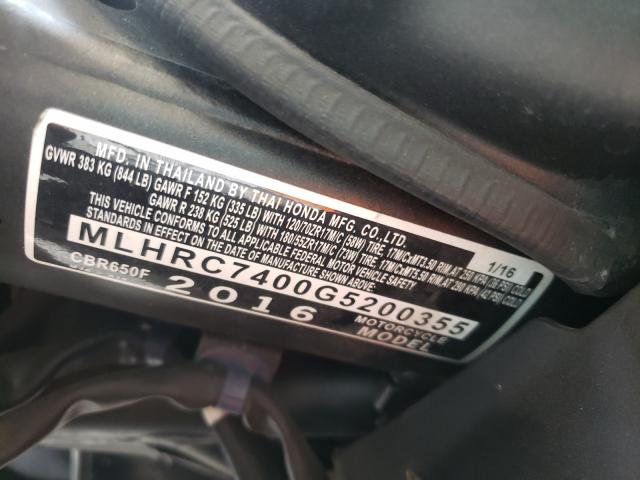 MFD. IN THAILAND BY THAI HONDA MFG. CO., LTD. 1/16
GVWR 383 KG (844 LB) GAWR F 152 KG (335 LB) WITH 120/70ZR17M/C (58W) TIRE, 17M/CxMT3.50 RIM, AT 250 KPA
GAWR R 238 KG (525 LB) WITH 180/55ZR17M/C (73W) TIRE, 17M/CxMT5.50 RIM, AT 290 KPA (42 PSI) COLD.
THIS VEHICLE CONFORMS TO ALL APPLICABLE FEDERAL MOTOR VEHICLE SAFETY
STANDARDS IN EFFECT ON THE DATE OF MANUFACTURE SHOWN ABOVE.
MLHRC7400G5200355
CBR650F MOTORCYCLE
2016 MODEL